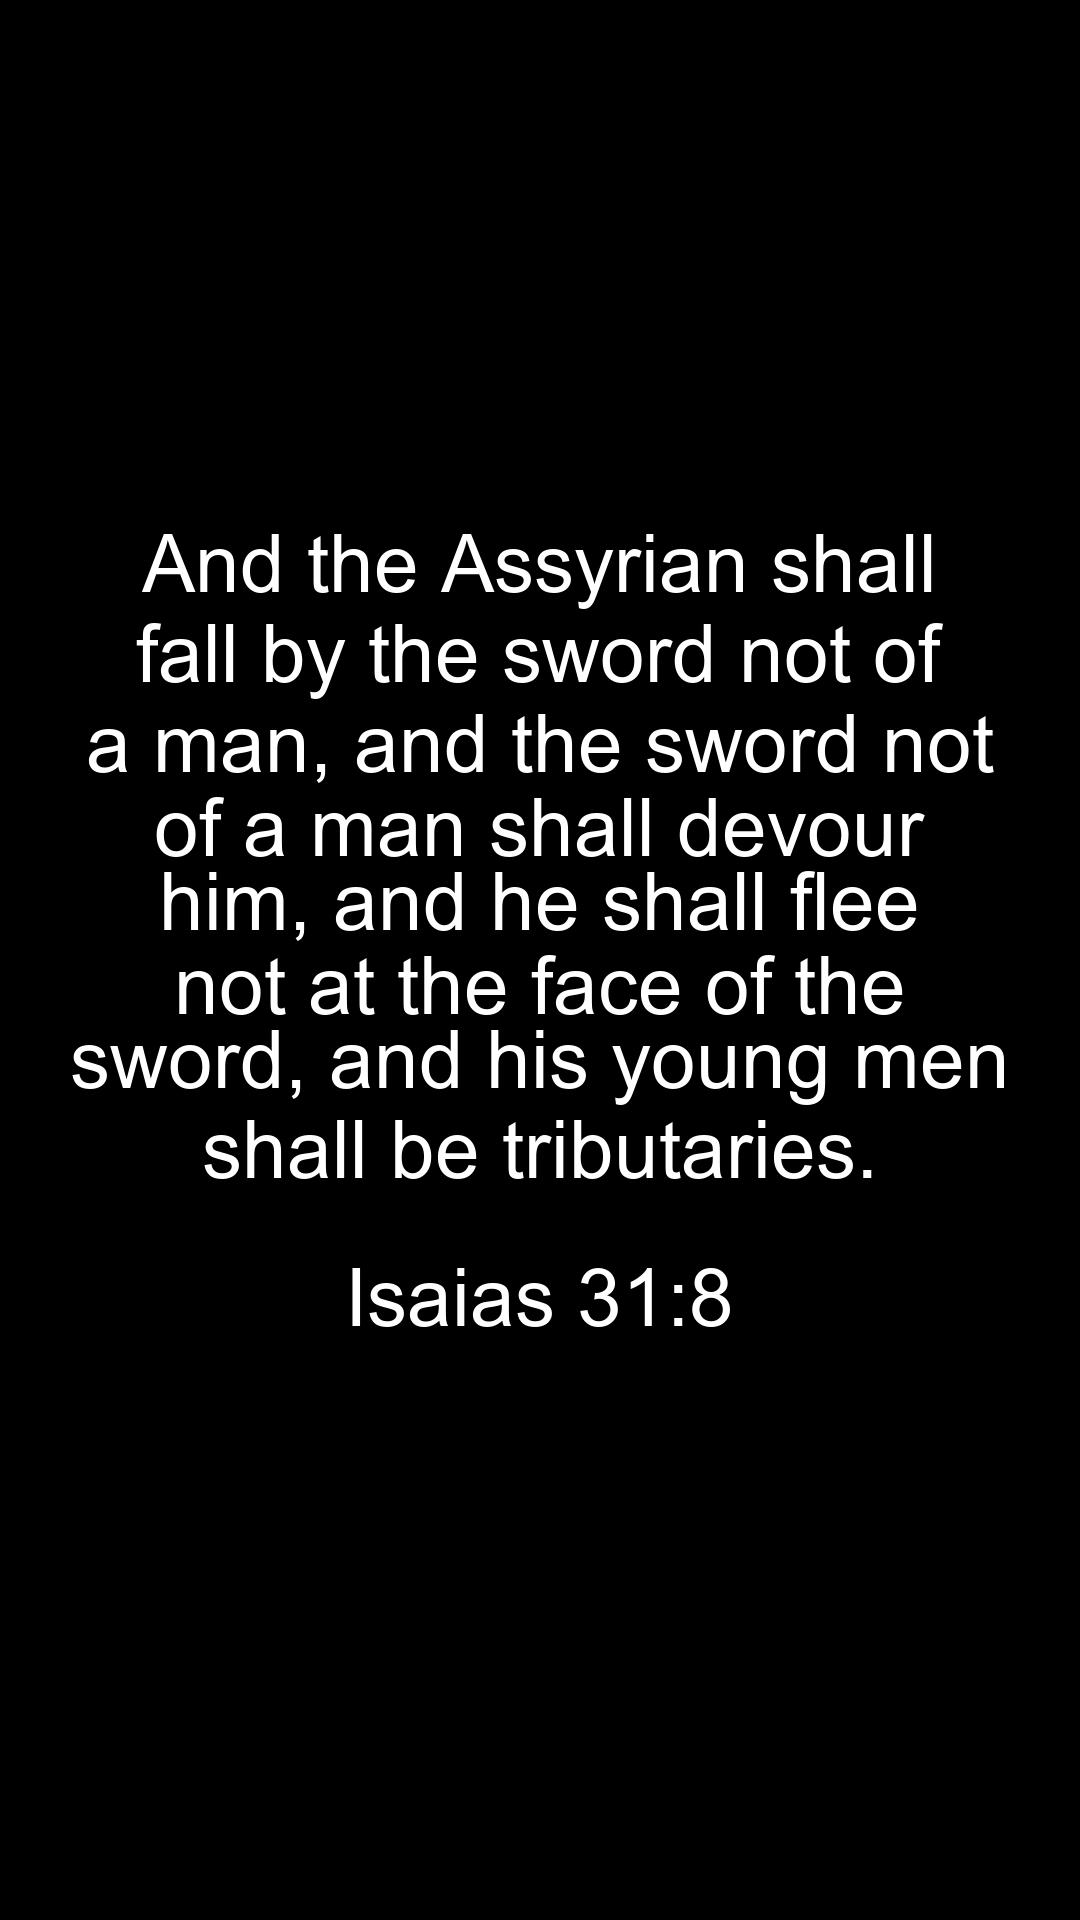 And the Assyrian shall
fall by the sword not of
a man, and the sword not
of a man shall devour
him, and he shall flee
not at the face of the
sword, and his young men
shall be tributaries.
Isaias 31:8